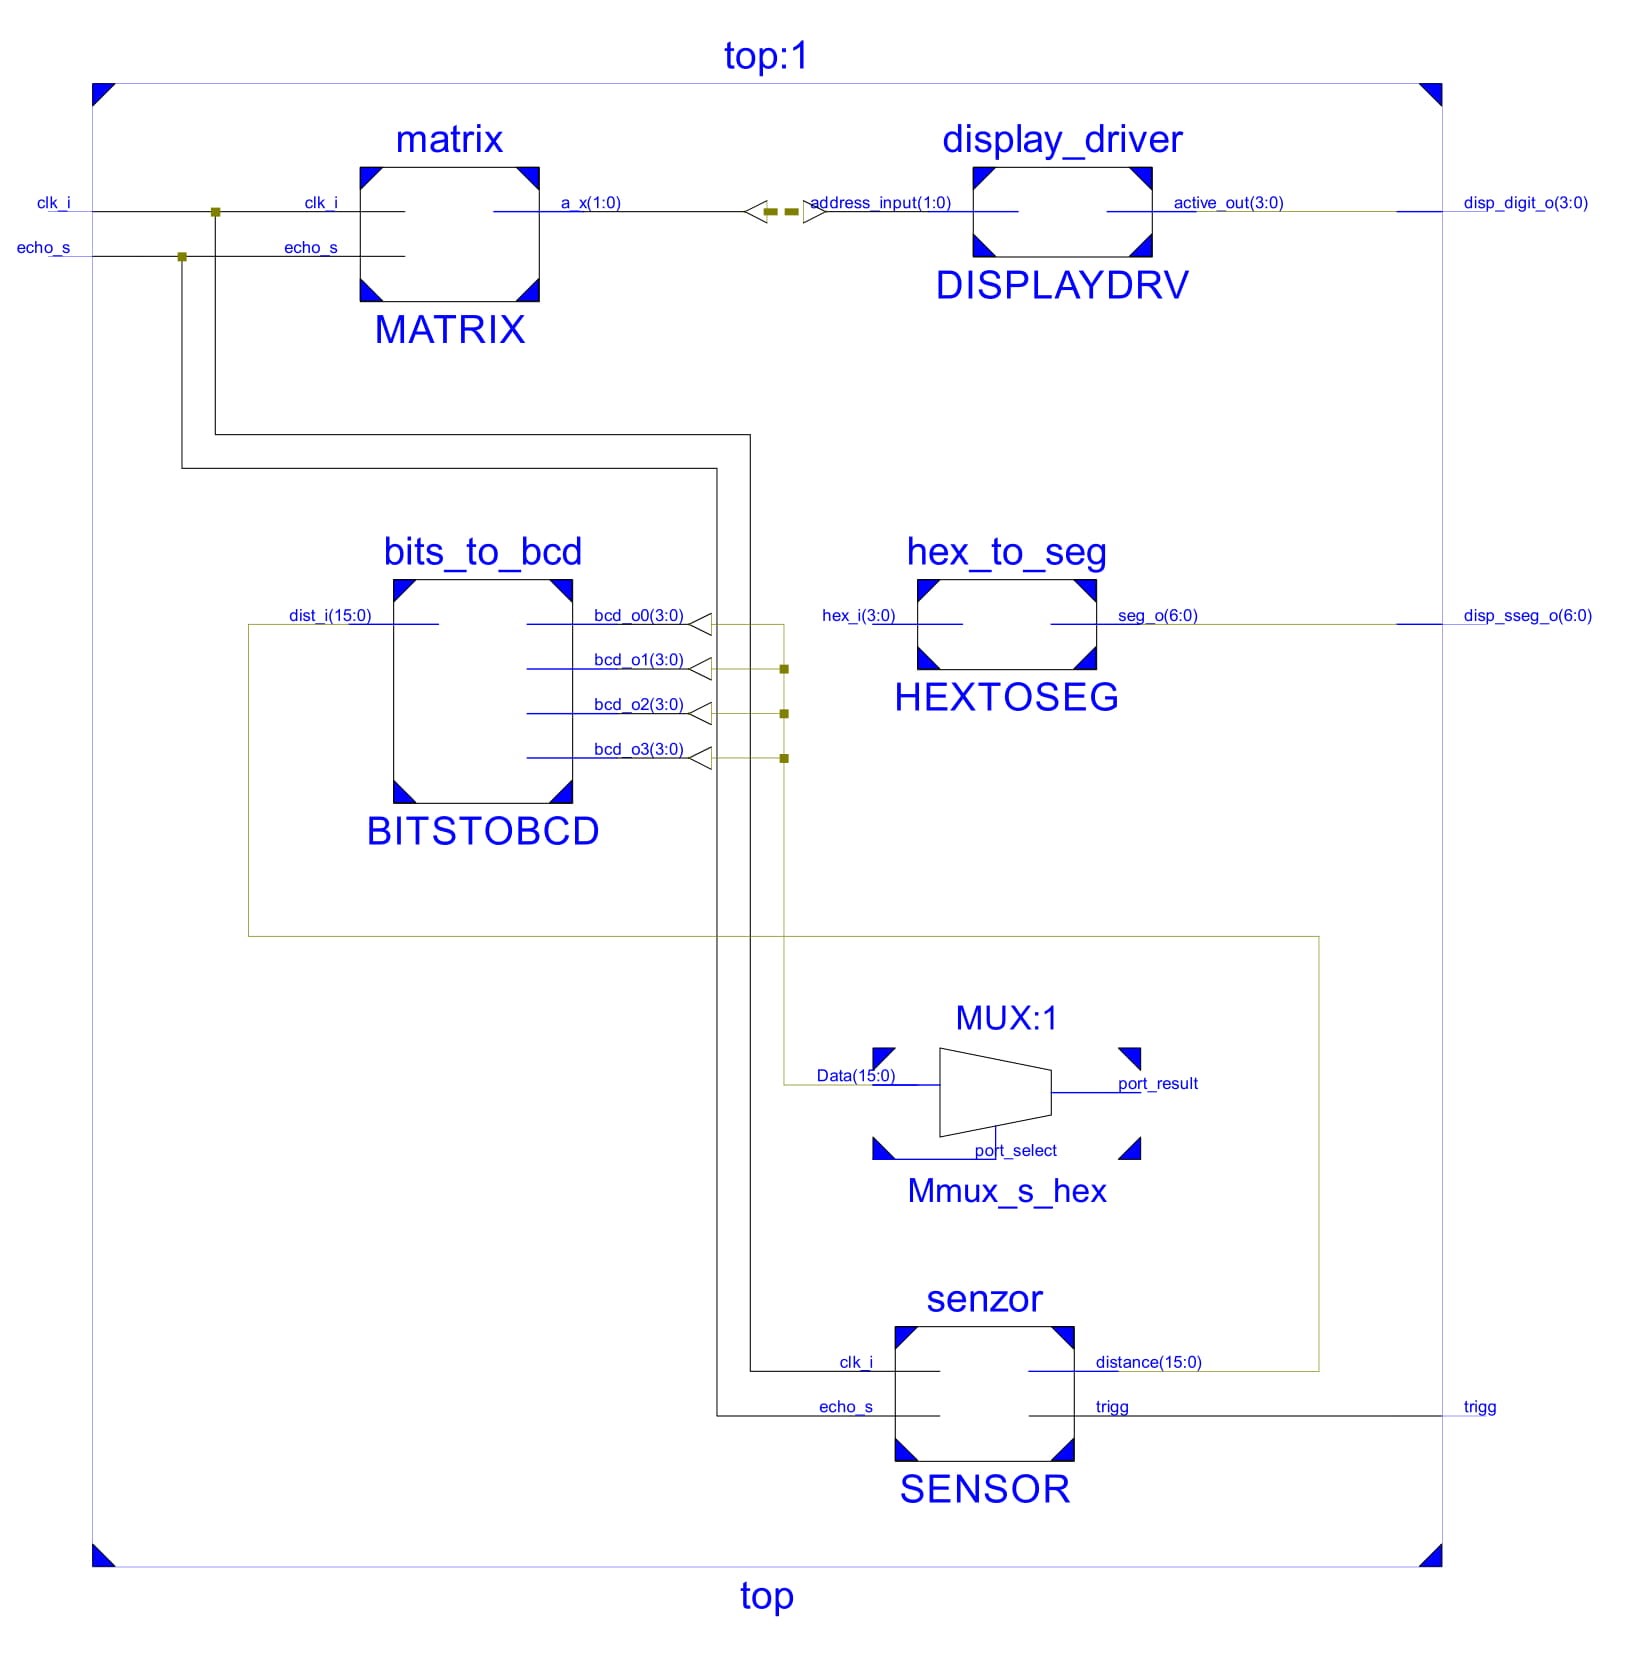 top:1
matrix
display_driver
clk_i
clk_i
a_x(1:0)
address_input(1:0)
active_out(3:0)
disp_digit_o(3:0)
echo_s
echo_s
DISPLAYDRV
MATRIX
bits_to_bcd
hex_to_seg
dist_i(15:0)
bcd_o0(3:0)
hex_i(3:0)
seg_o(6:0)
disp_sseg_o(6:0)
bcd_o1(3:0)
HEXTOSEG
bcd_o2(3:0)
bcd_o3(3:0)
BITSTOBCD
MUX:1
Data(15:0)
port_result
port_select
Mmux_s_hex
senzor
clk_i
distance(15:0)
echo_s
trigg
trigg
SENSOR
top